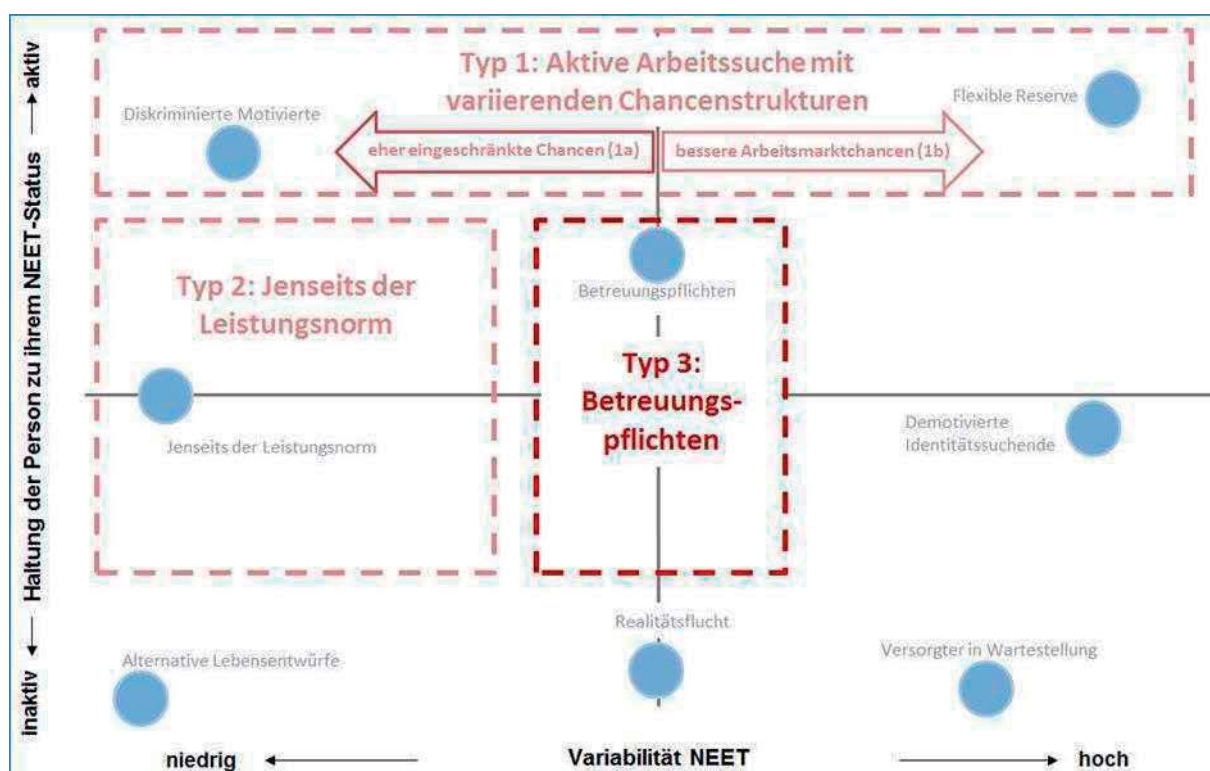 Typ 1: Aktive Arbeitssuche mit
variierenden Chancenstrukturen
Diskriminierte Motivierte
Flexible Reserve
eher eingeschränkte Chancen (1a)
bessere Arbeitsmarktchancen (1b)
Typ 2: Jenseits der
Leistungsnorm
Betreuungspflichten
Typ 3:
Betreuungs-
pflichten
Jenseits der Leistungsnorm
Demotivierte
Identitätssuchende
Realitätsflucht
Alternative Lebensentwürfe
Versorgter in Wartestellung
inaktiv
Haltung der Person zu ihrem NEET-Status
aktiv
niedrig
Variabilität NEET
hoch